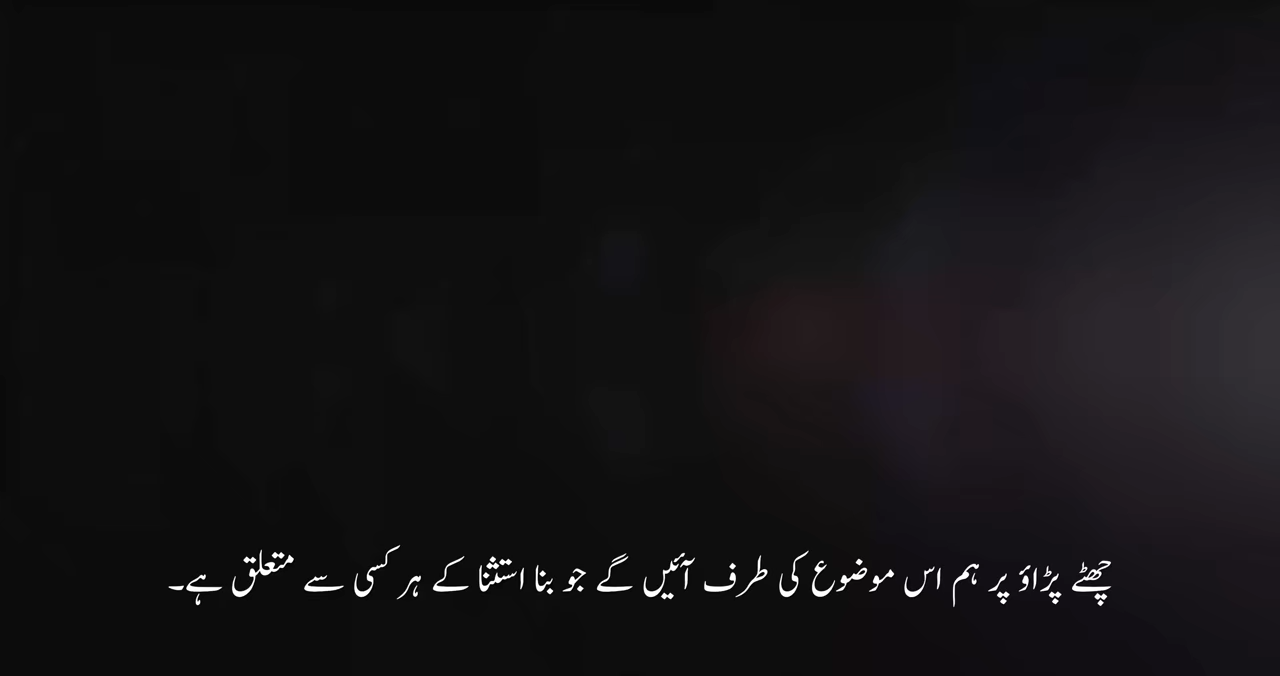 چھٹے پڑاؤ پر ہم اس موضوع کی طرف آئیں گے جو بنا استثنا کے ہر کسی سے متعلق ہے۔